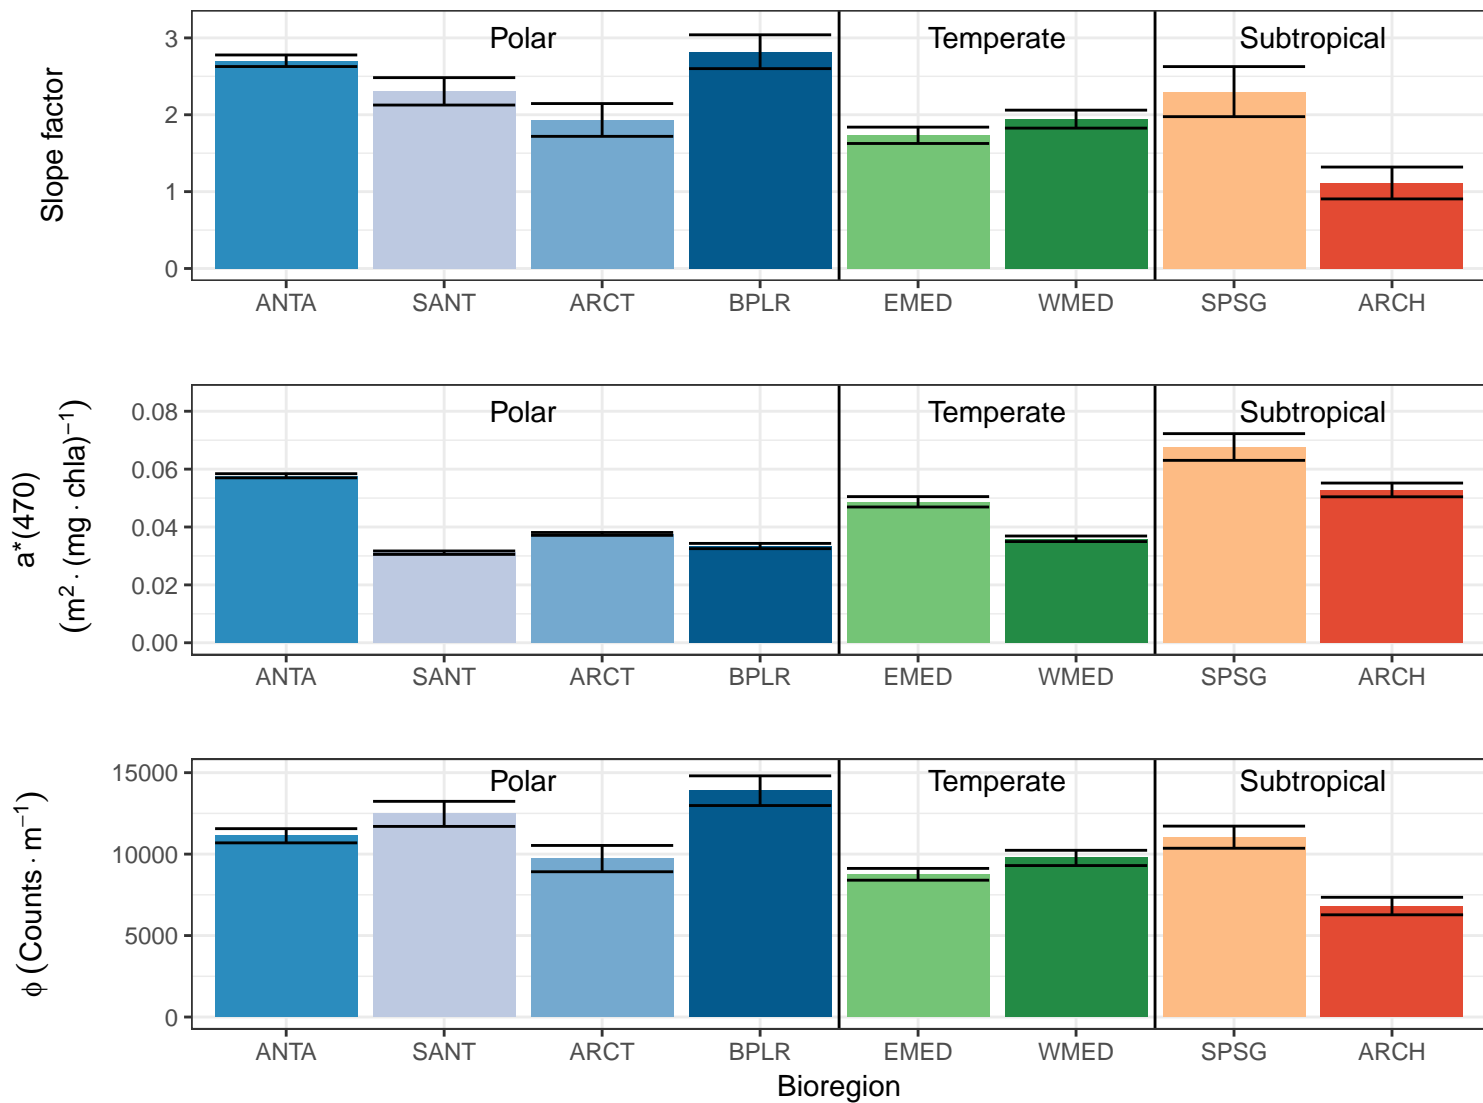 Polar Temperate Subtropical
3
2
1
0
Slope factor
ANTA SANT ARCT BPLR EMED WMED SPSG ARCH
Polar Temperate Subtropical
0.08
0.06
0.04
0.02
0.00
a*(470)
(m² · (mg · chla)⁻¹)
ANTA SANT ARCT BPLR EMED WMED SPSG ARCH
Polar Temperate Subtropical
15000
10000
5000
0
ϕ (Counts · m⁻¹)
ANTA SANT ARCT BPLR EMED WMED SPSG ARCH
Bioregion